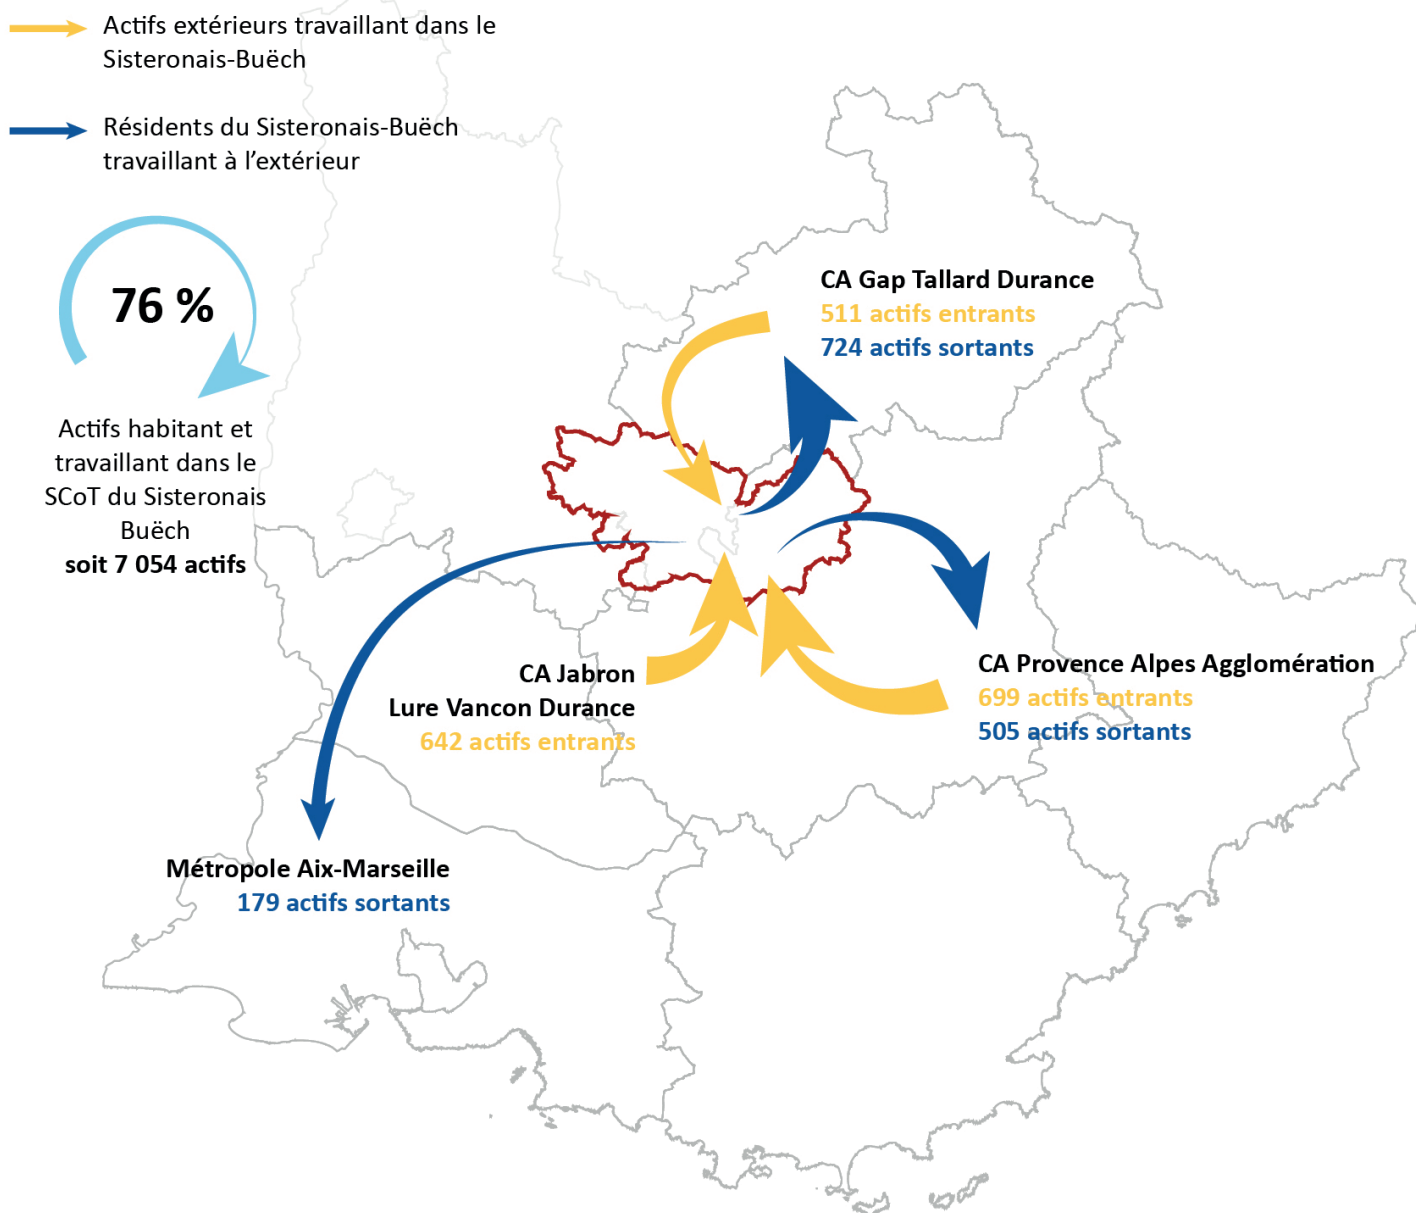 Actifs extérieurs travaillant dans le
Sisteronais-Buëch
Résidents du Sisteronais-Buëch
travaillant à l’extérieur
76 %
Actifs habitant et
travaillant dans le
SCoT du Sisteronais
Buëch
soit 7 054 actifs
CA Gap Tallard Durance
511 actifs entrants
724 actifs sortants
CA Jabron
Lure Vancon Durance
642 actifs entrants
CA Provence Alpes Agglomération
699 actifs entrants
505 actifs sortants
Métropole Aix-Marseille
179 actifs sortants